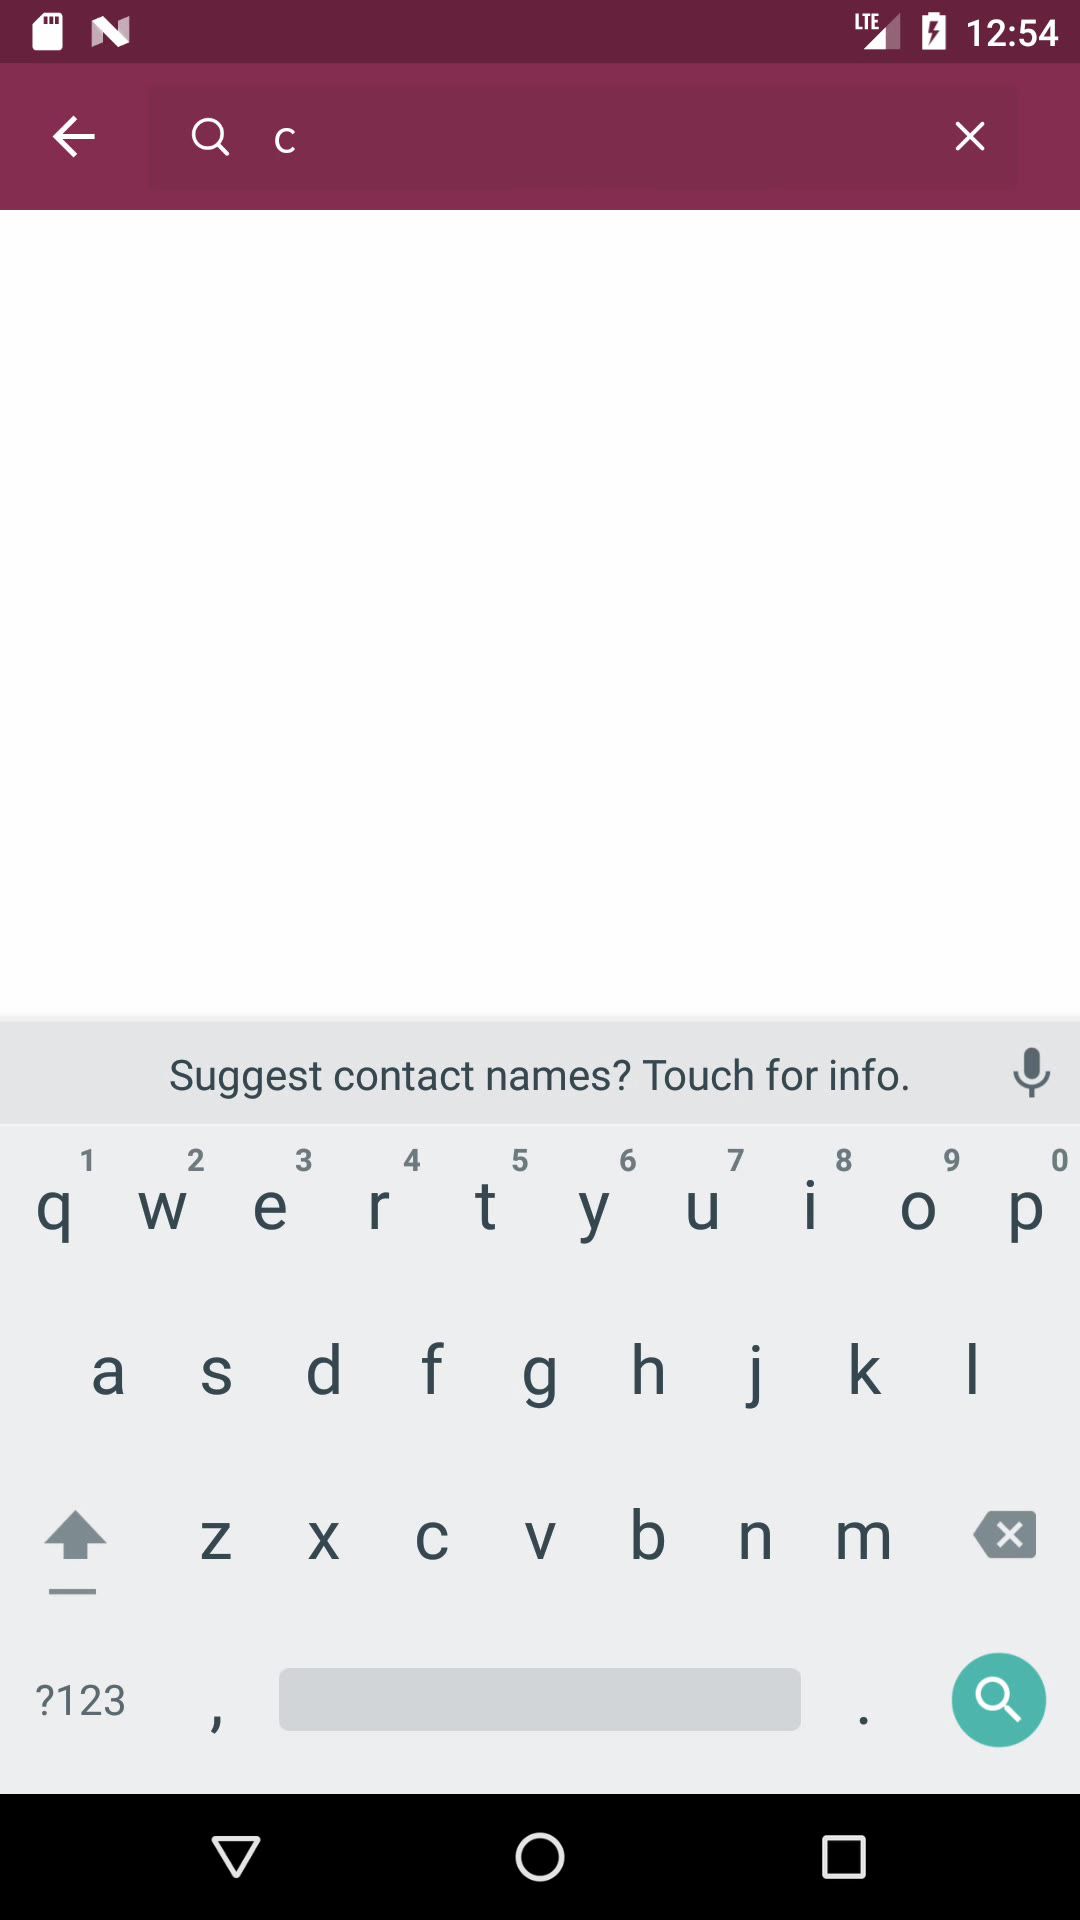 LTE 12:54
c
Suggest contact names? Touch for info.
1 2 3 4 5 6 7 8 9 0
q w e r t y u i o p
a s d f g h j k l
z x c v b n m
?123 , .